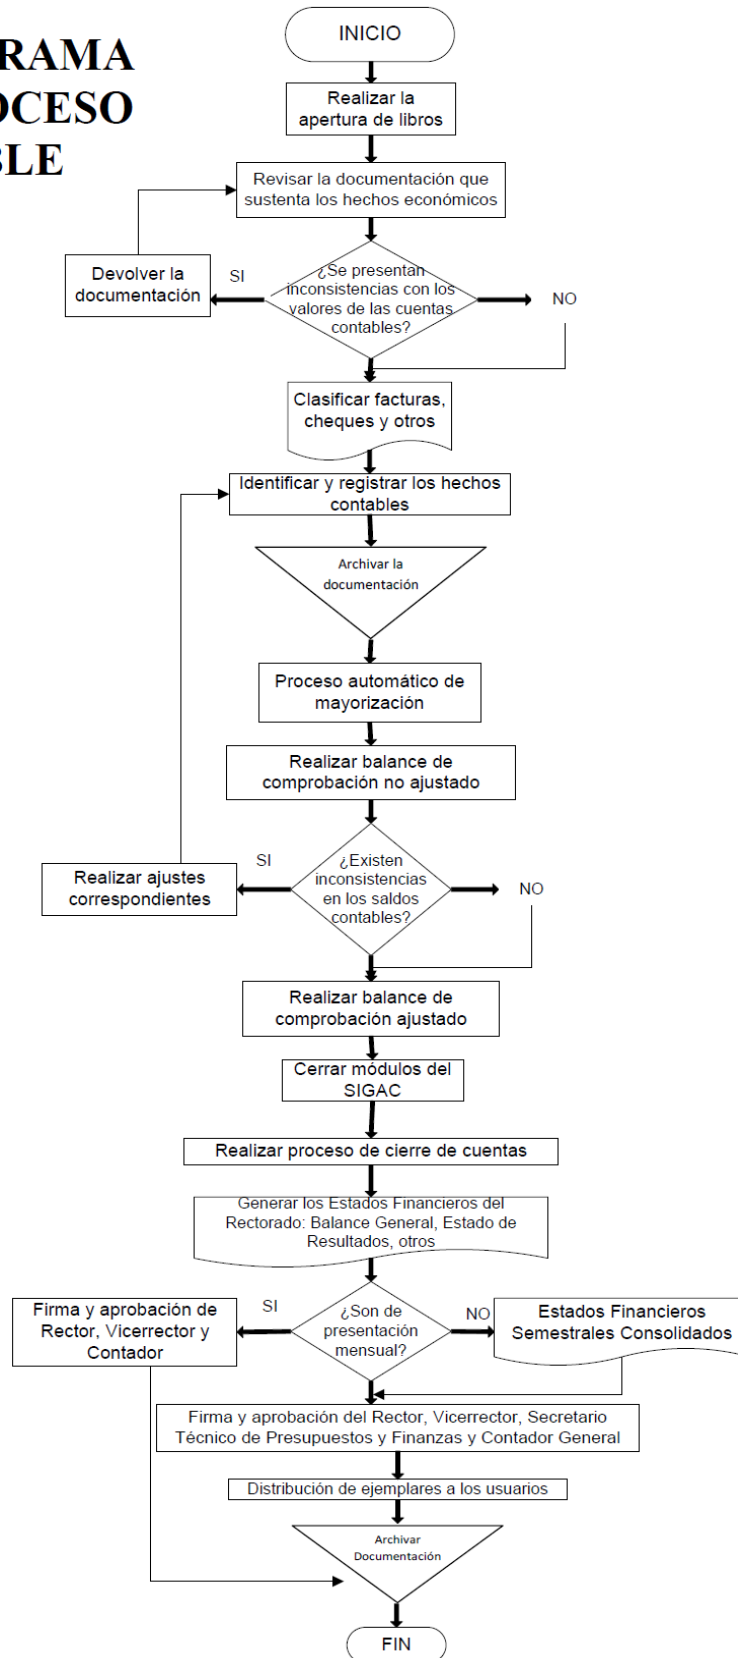 INICIO
RAMA
OCESO
BLE
Realizar la
apertura de libros
Revisar la documentación que
sustenta los hechos económicos
Devolver la
documentación
SI
¿Se presentan
inconsistencias con los
valores de las cuentas
contables?
NO
Clasificar facturas,
cheques y otros
Identificar y registrar los hechos
contables
Archivar la
documentación
Proceso automático de
mayorización
Realizar balance de
comprobación no ajustado
Realizar ajustes
correspondientes
SI
¿Existen
inconsistencias
en los saldos
contables?
NO
Realizar balance de
comprobación ajustado
Cerrar módulos del
SIGAC
Realizar proceso de cierre de cuentas
Generar los Estados Financieros del
Rectorado: Balance General, Estado de
Resultados, otros
Firma y aprobación de
Rector, Vicerrector y
Contador
SI
¿Son de
presentación
mensual?
NO
Estados Financieros
Semestrales Consolidados
Firma y aprobación del Rector, Vicerrector, Secretario
Técnico de Presupuestos y Finanzas y Contador General
Distribución de ejemplares a los usuarios
Archivar
Documentación
FIN